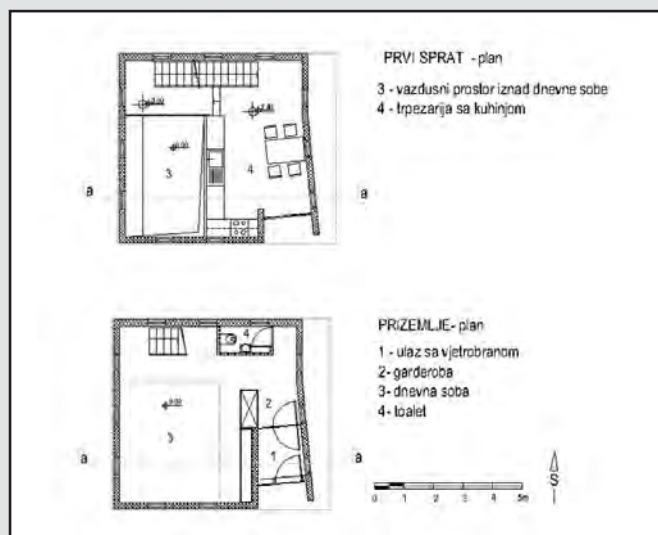 PRVI SPRAT - plan
3 - vazdusni prostor iznad dnevne sobe
4 - trpezarija sa kuhinjom
3
4
a
a
PRIZEMLJE- plan
1 - ulaz sa vjetrobranom
2- garderoba
3- dnevna soba
4- toalet
4
2
1
a
a
0 1 2 3 4 5m
S